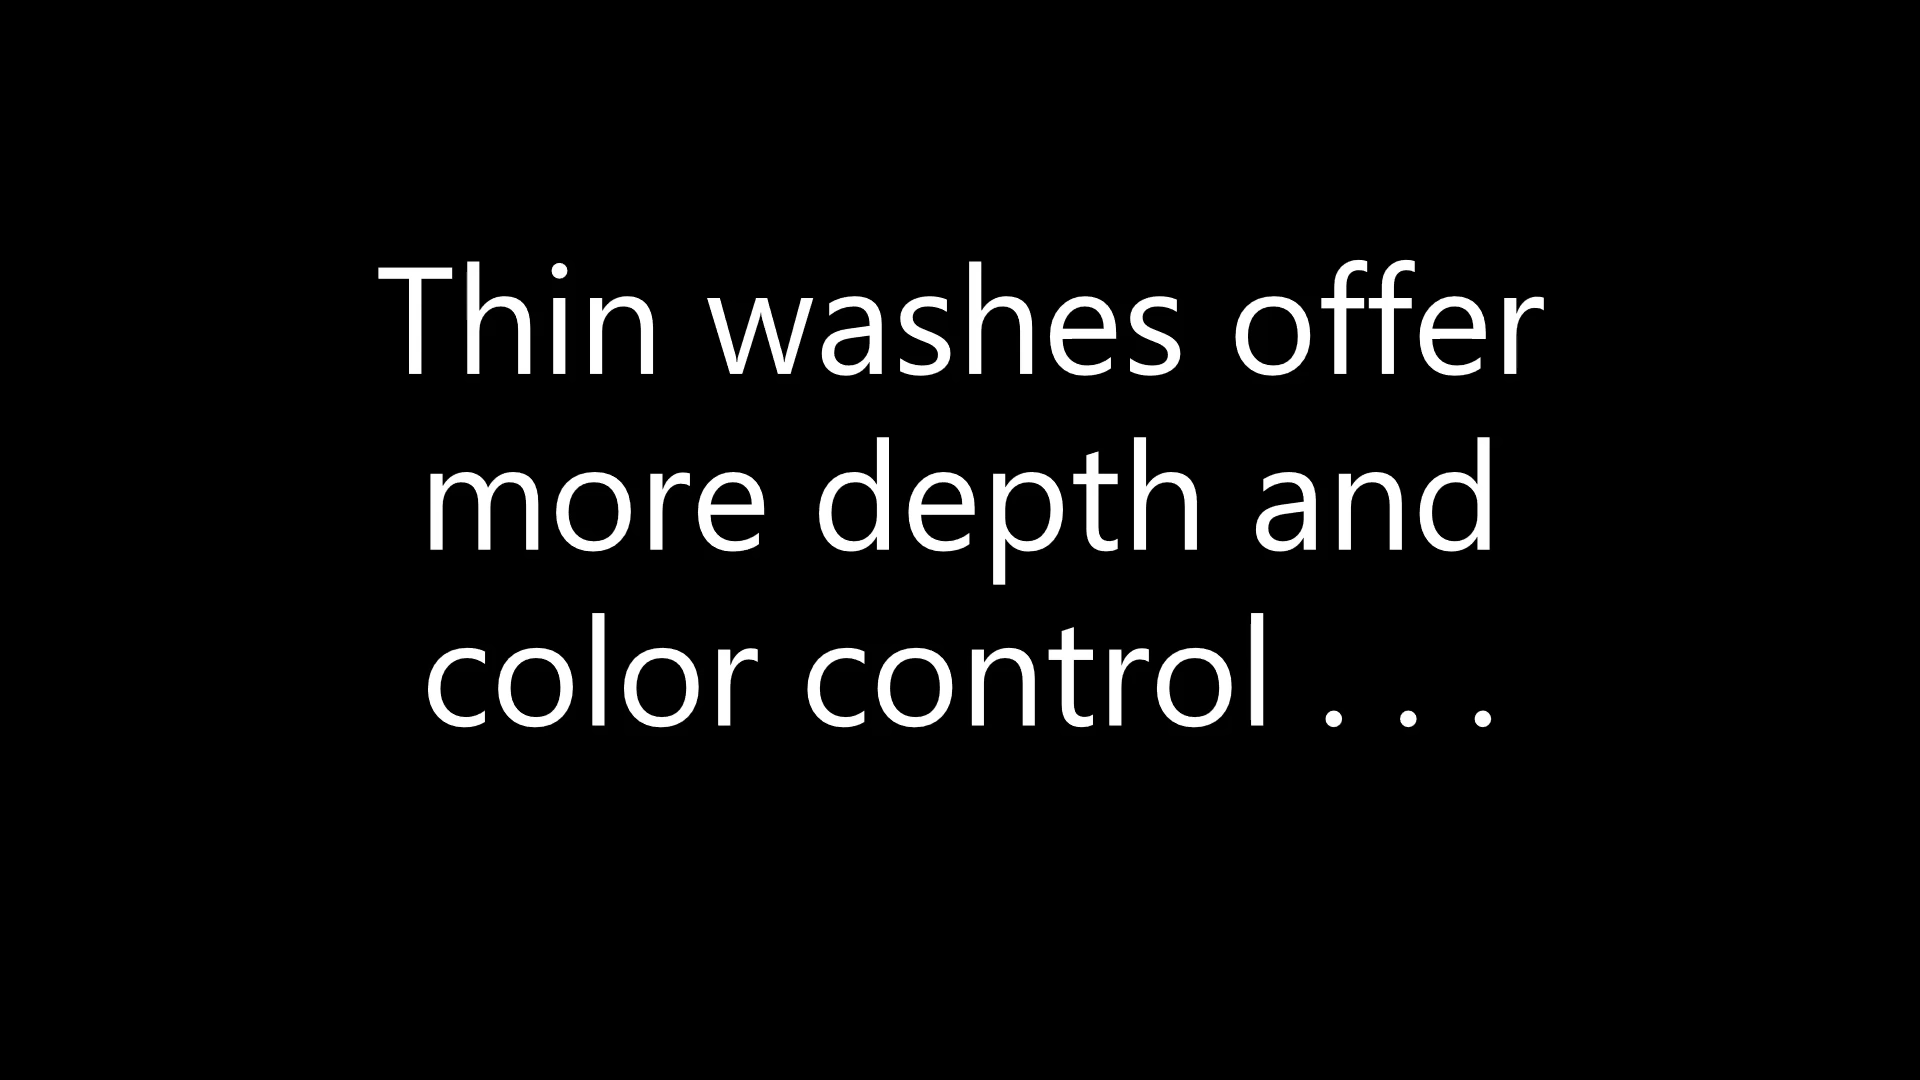 Thin washes offer
more depth and
color control . . .